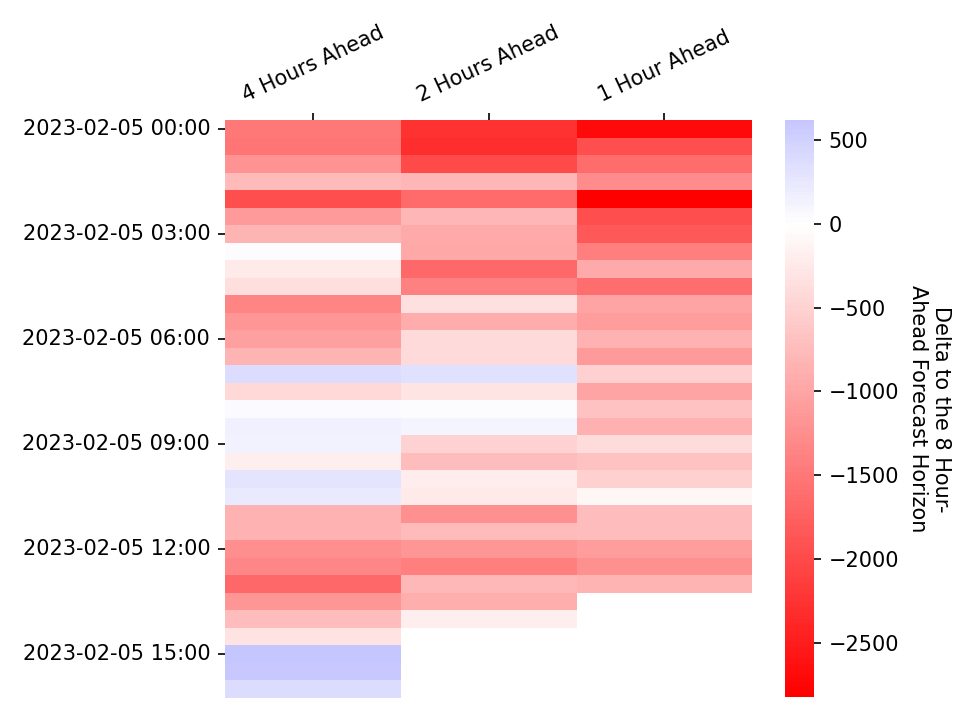 4 Hours Ahead
2 Hours Ahead
1 Hour Ahead
2023-02-05 00:00
2023-02-05 03:00
2023-02-05 06:00
2023-02-05 09:00
2023-02-05 12:00
2023-02-05 15:00
500
0
−500
−1000
−1500
−2000
−2500
Delta to the 8 Hour-
Ahead Forecast Horizon